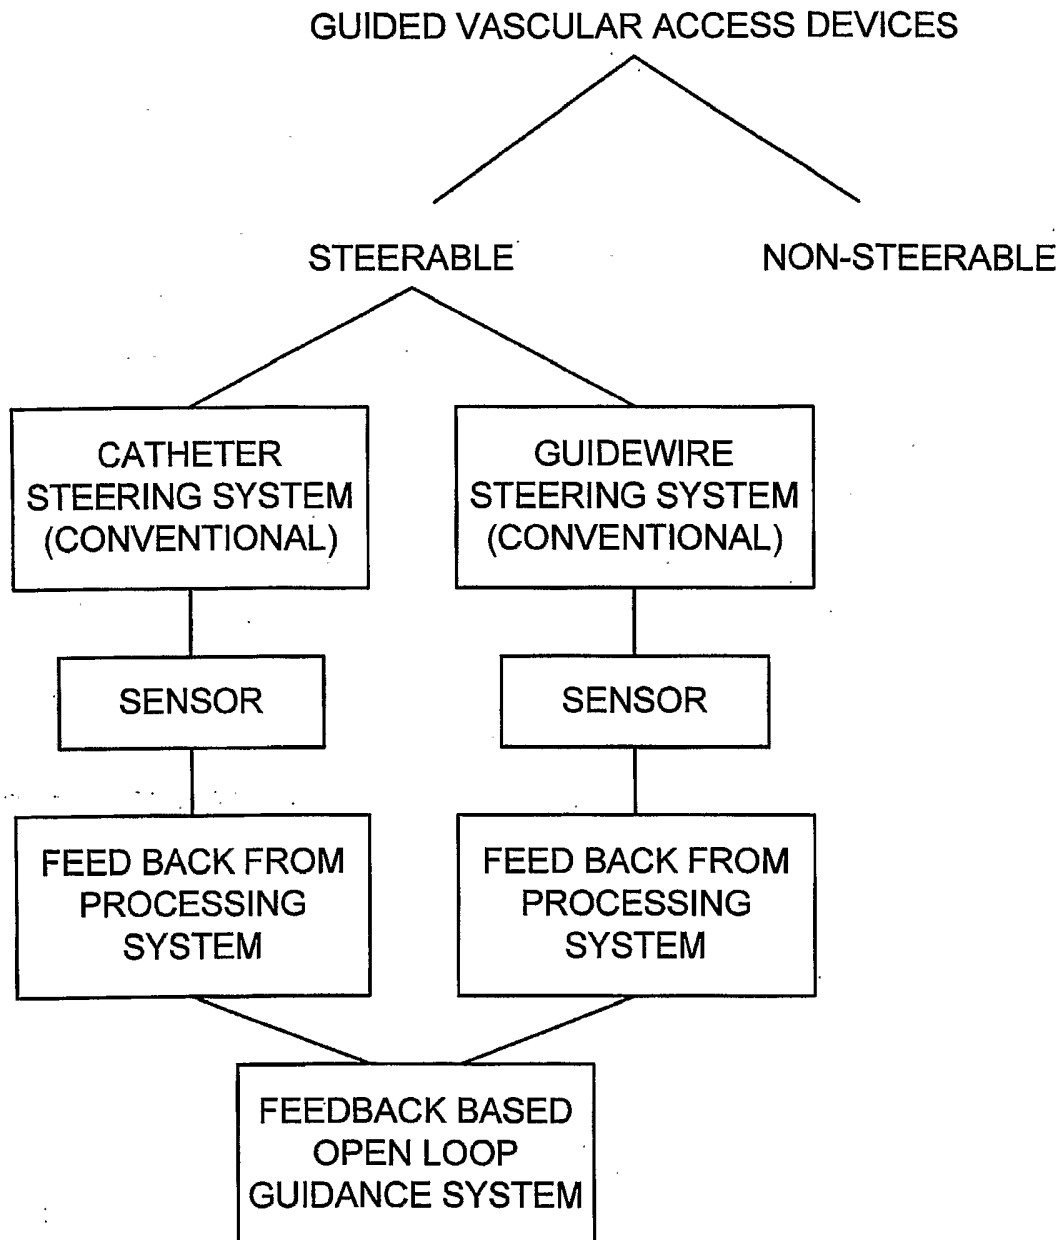 GUIDED VASCULAR ACCESS DEVICES
STEERABLE
NON-STEERABLE
CATHETER
STEERING SYSTEM
(CONVENTIONAL)
GUIDEWIRE
STEERING SYSTEM
(CONVENTIONAL)
SENSOR
SENSOR
FEED BACK FROM
PROCESSING
SYSTEM
FEED BACK FROM
PROCESSING
SYSTEM
FEEDBACK BASED
OPEN LOOP
GUIDANCE SYSTEM